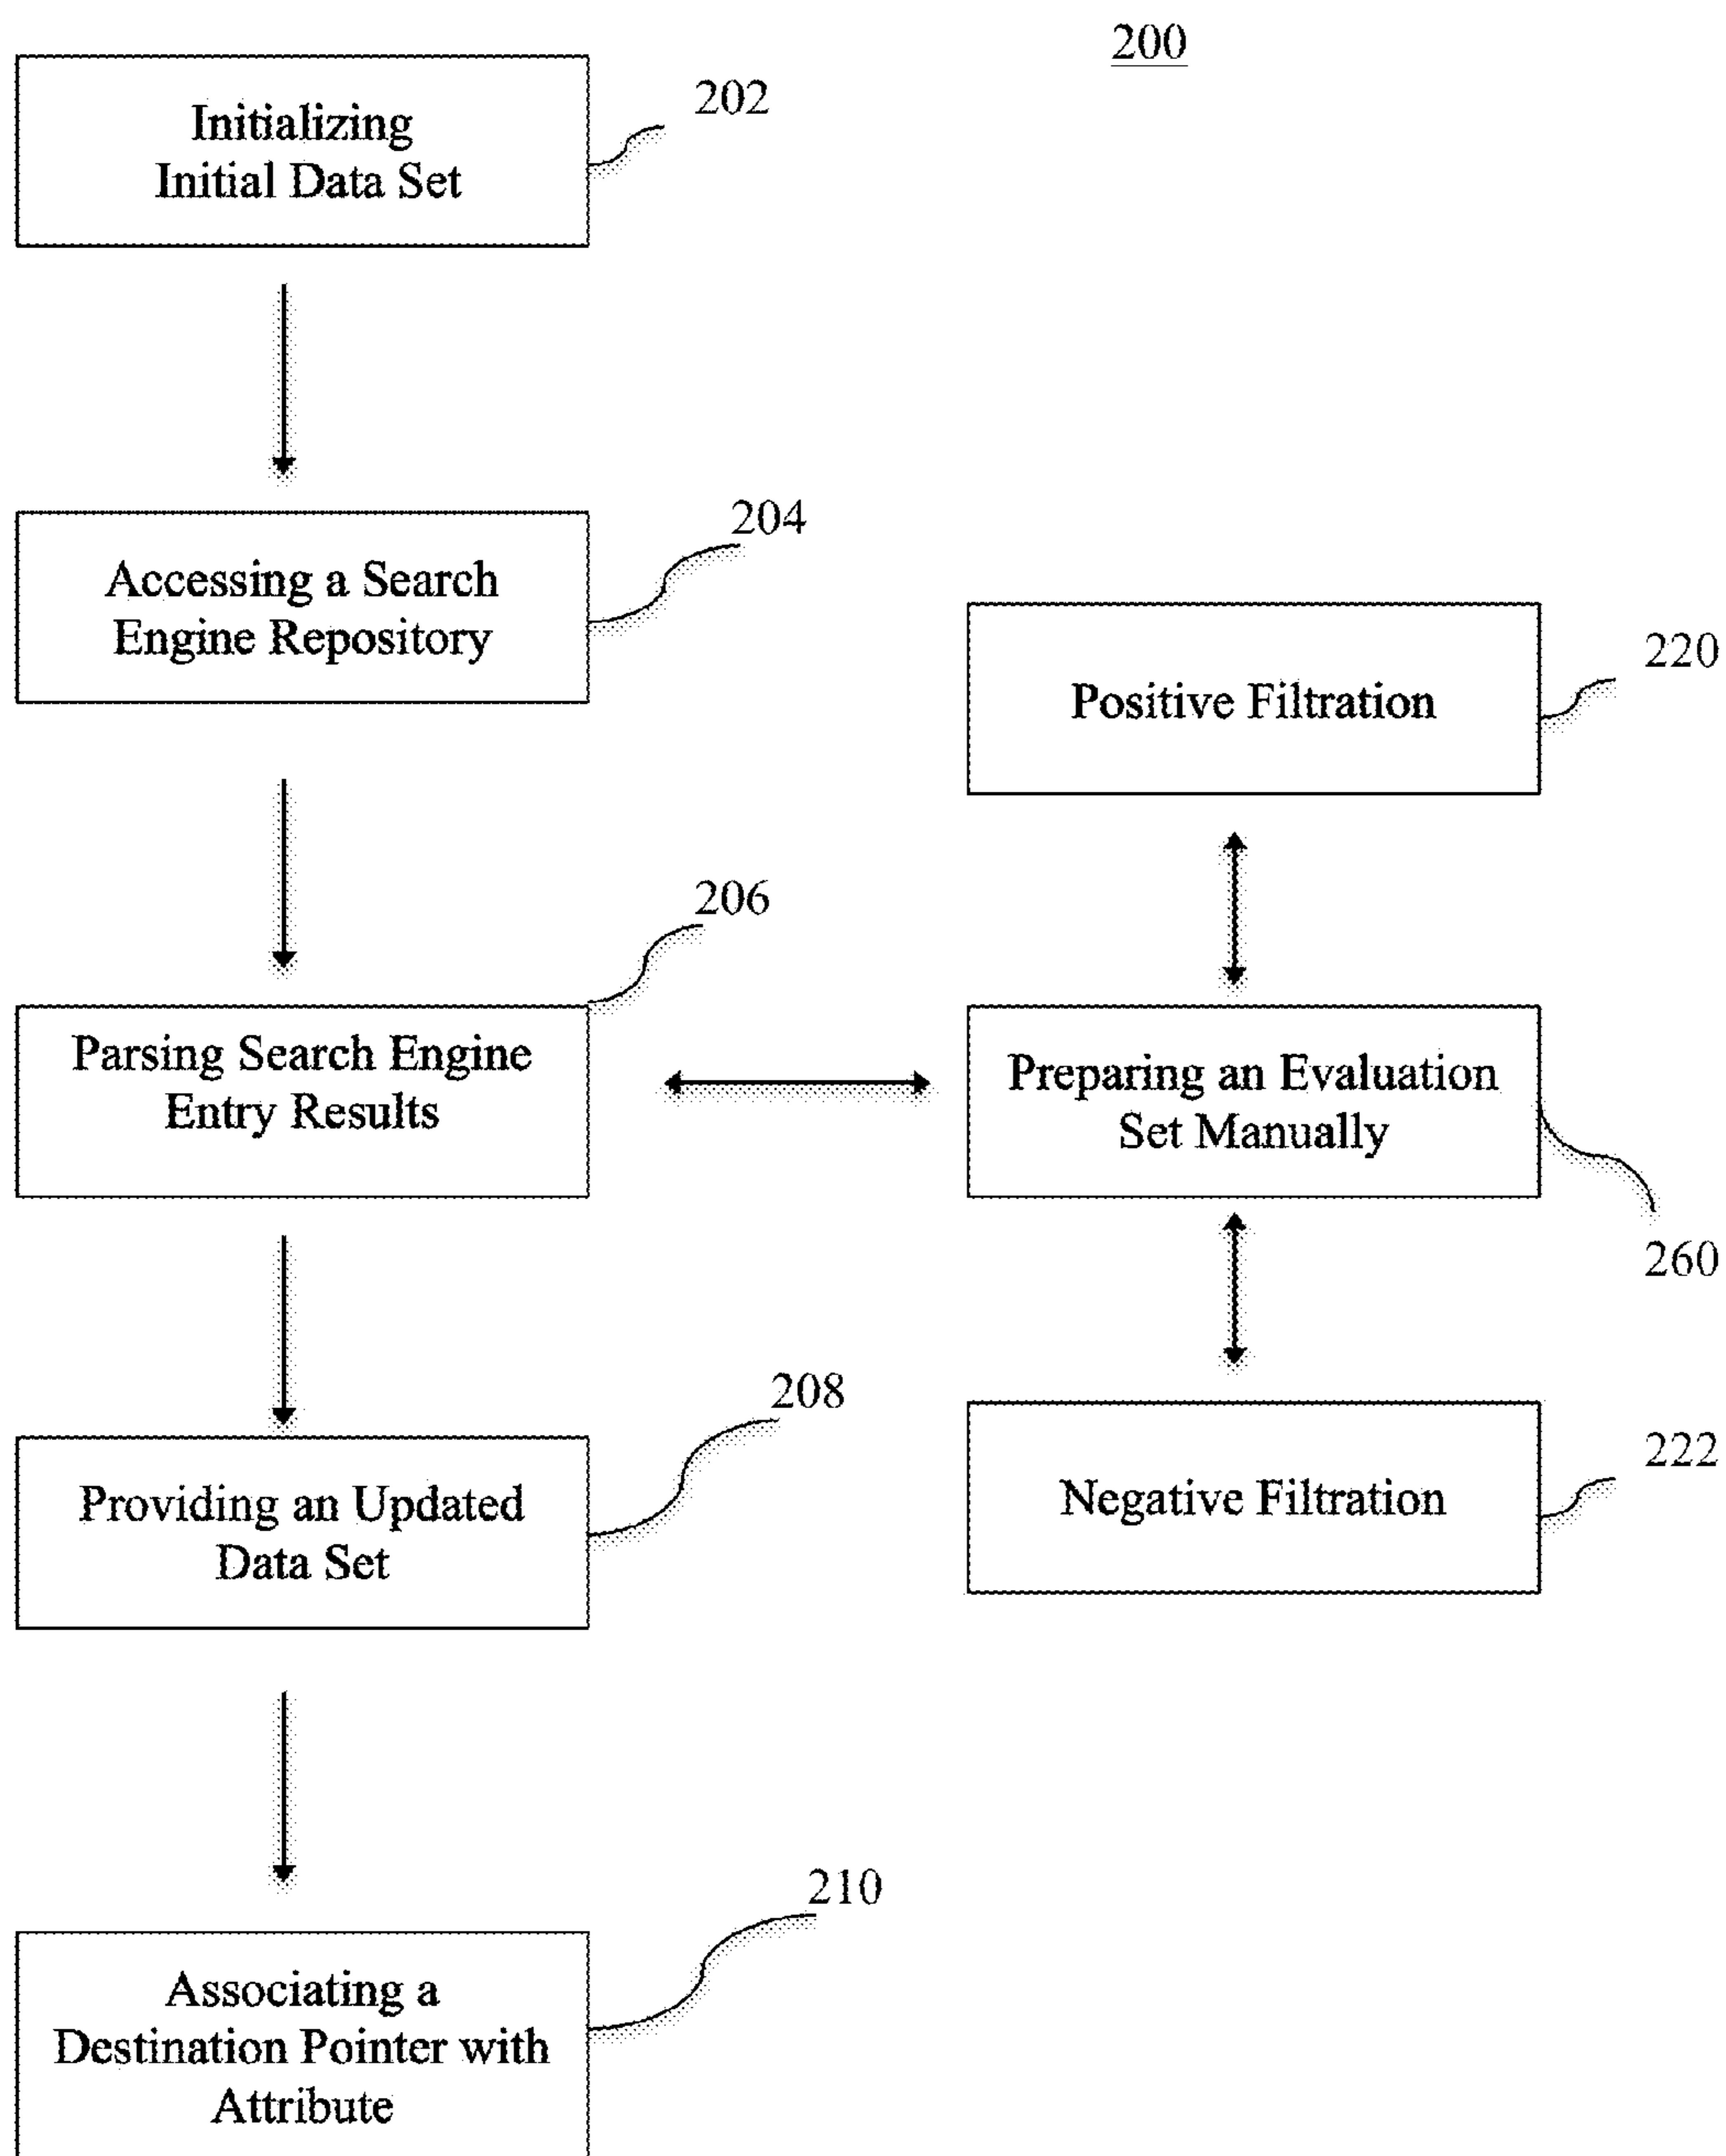 200
Initializing
Initial Data Set
202
Accessing a Search
Engine Repository
204
Positive Filtration
220
Parsing Search Engine
Entry Results
206
Preparing an Evaluation
Set Manually
260
Providing an Updated
Data Set
208
Negative Filtration
222
Associating a
Destination Pointer with
Attribute
210